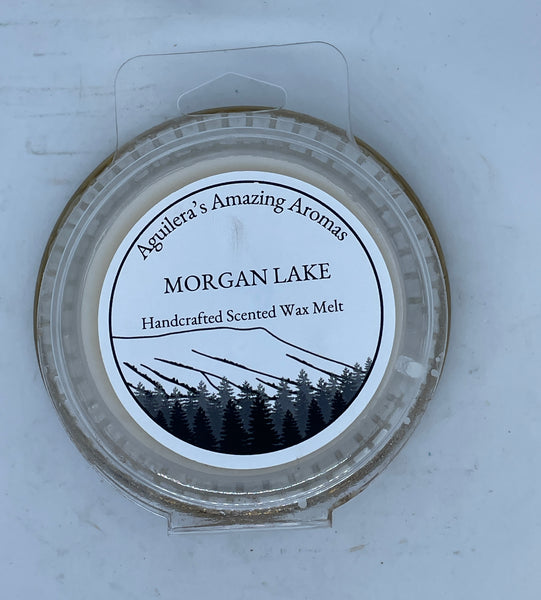 Aguilera's Amazing Aromas
MORGAN LAKE
Handcrafted Scented Wax Melt